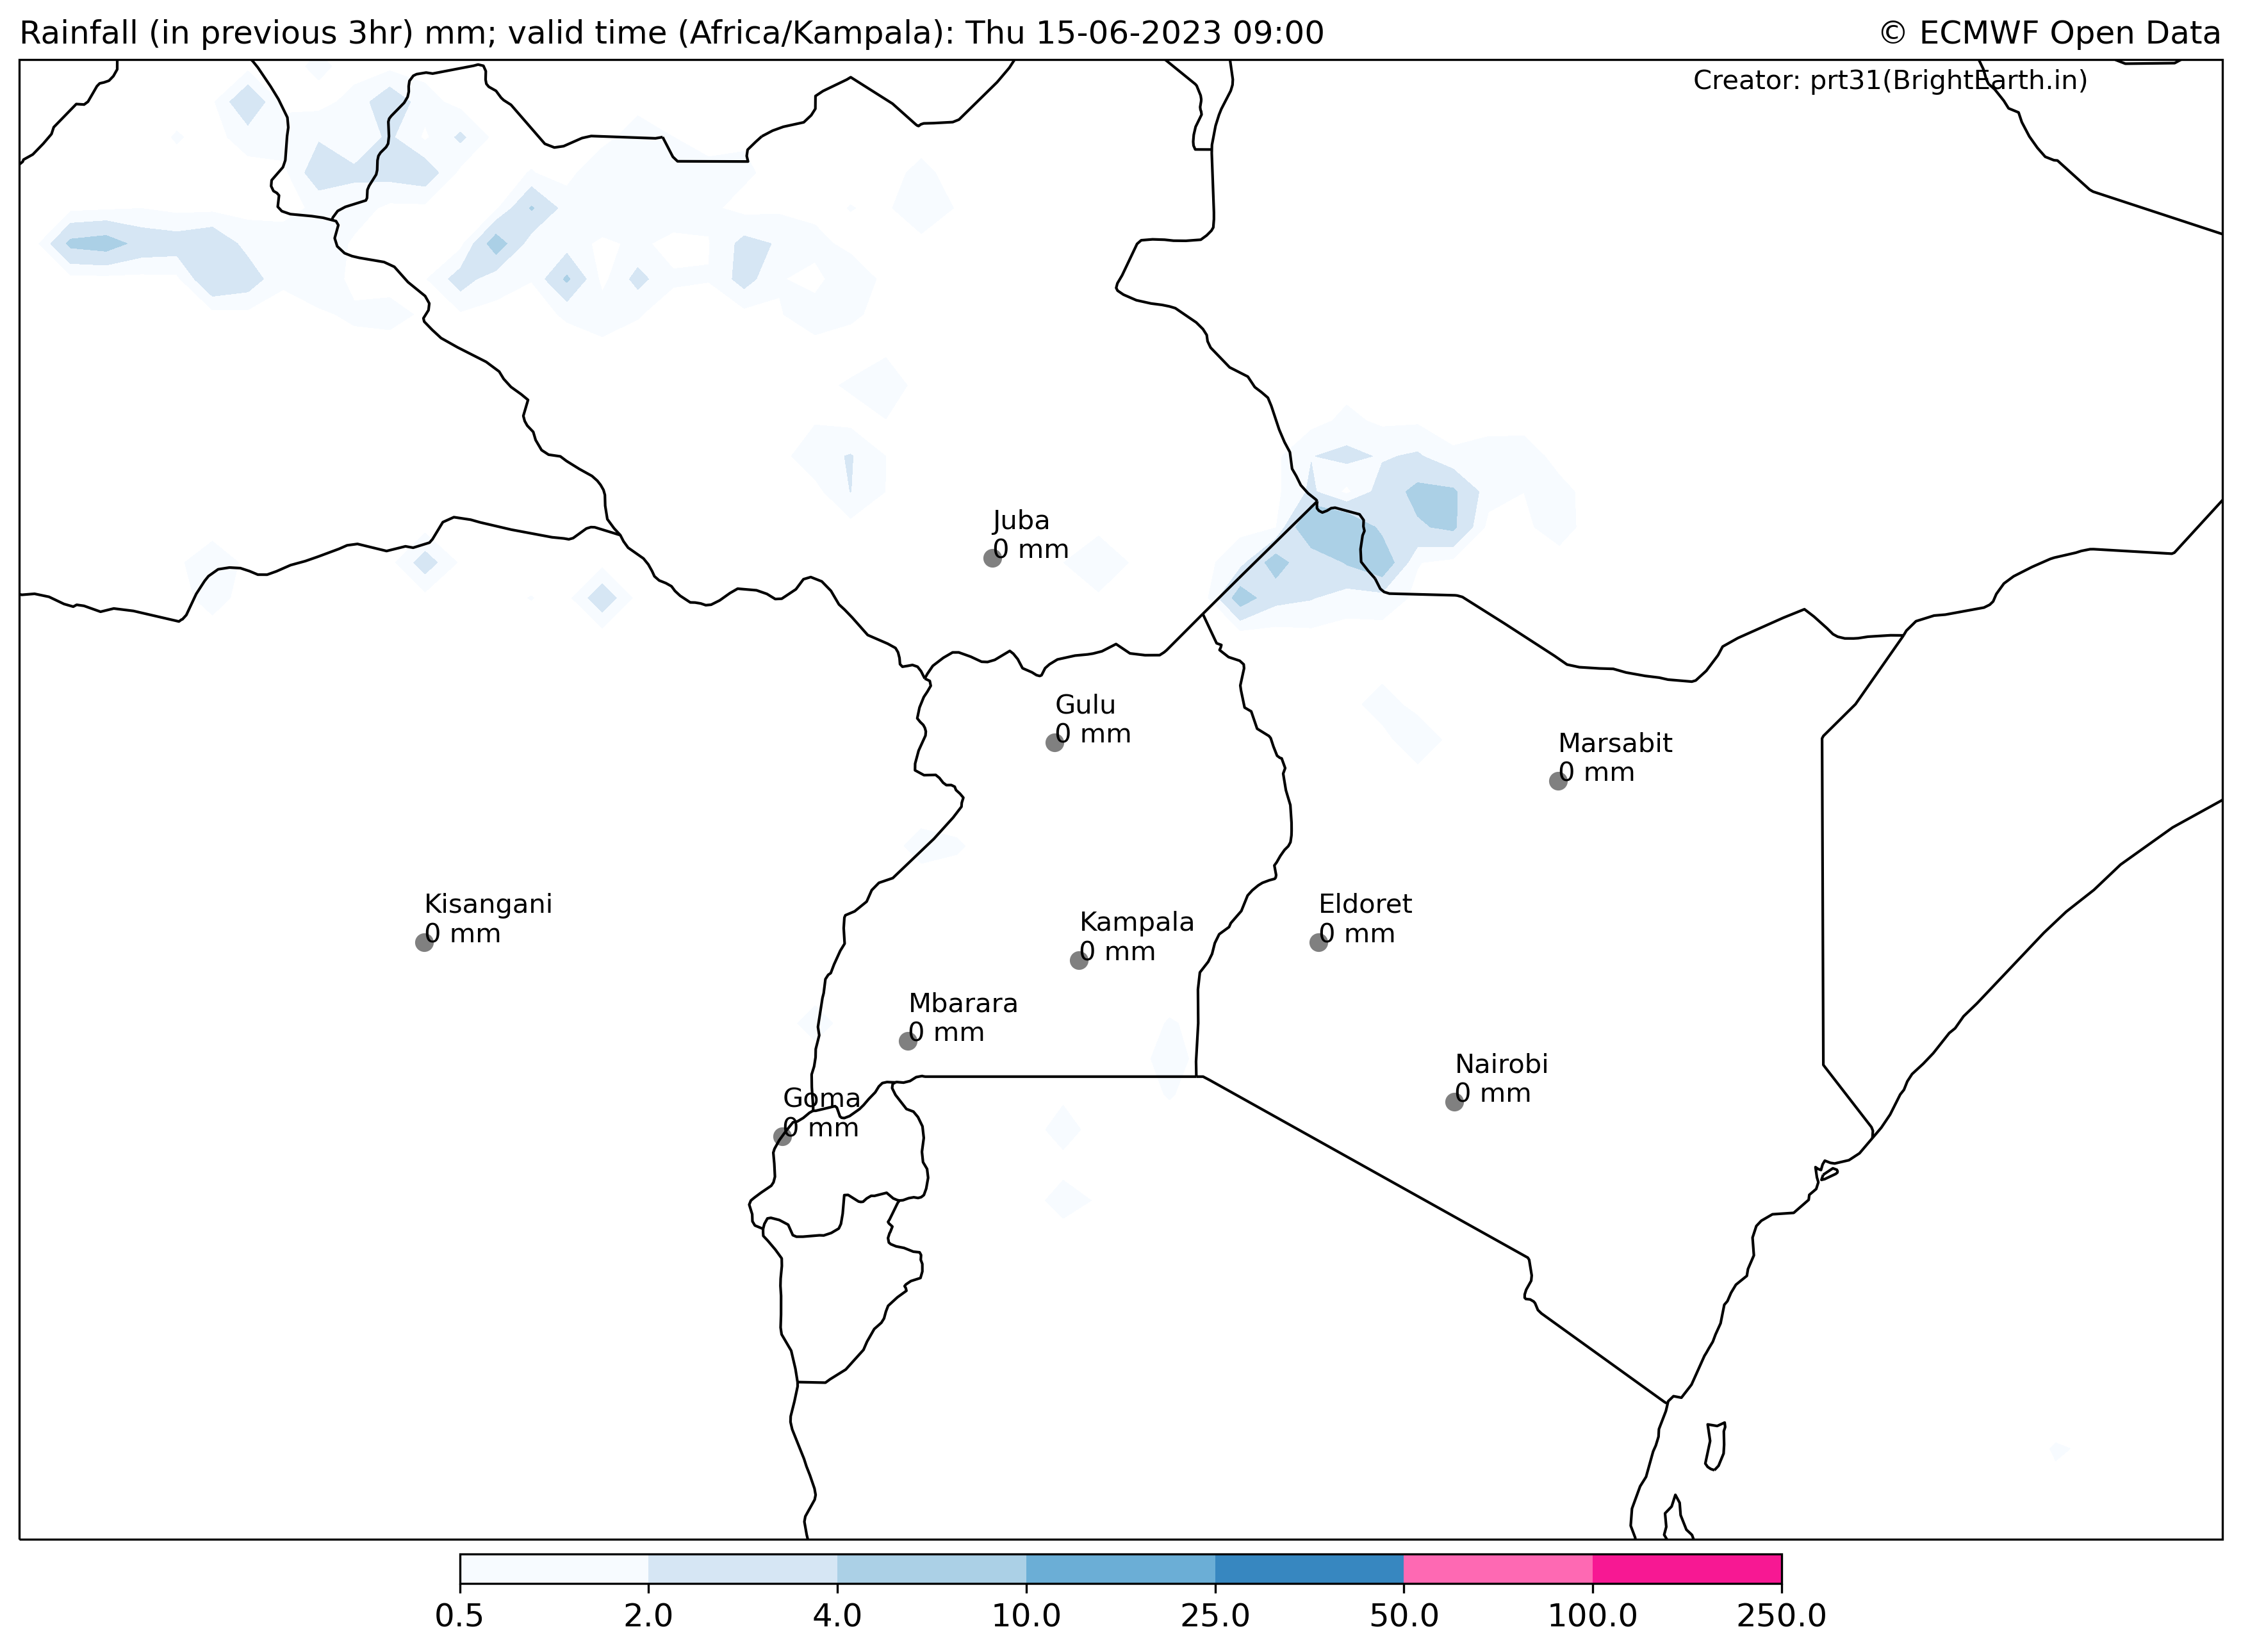 Rainfall (in previous 3hr) mm; valid time (Africa/Kampala): Thu 15-06-2023 09:00
© ECMWF Open Data
Creator: prt31(BrightEarth.in)
Juba
0 mm
Gulu
0 mm
Marsabit
0 mm
Kisangani
0 mm
Eldoret
0 mm
Kampala
0 mm
Mbarara
0 mm
Nairobi
0 mm
Goma
0 mm
0.5 2.0 4.0 10.0 25.0 50.0 100.0 250.0